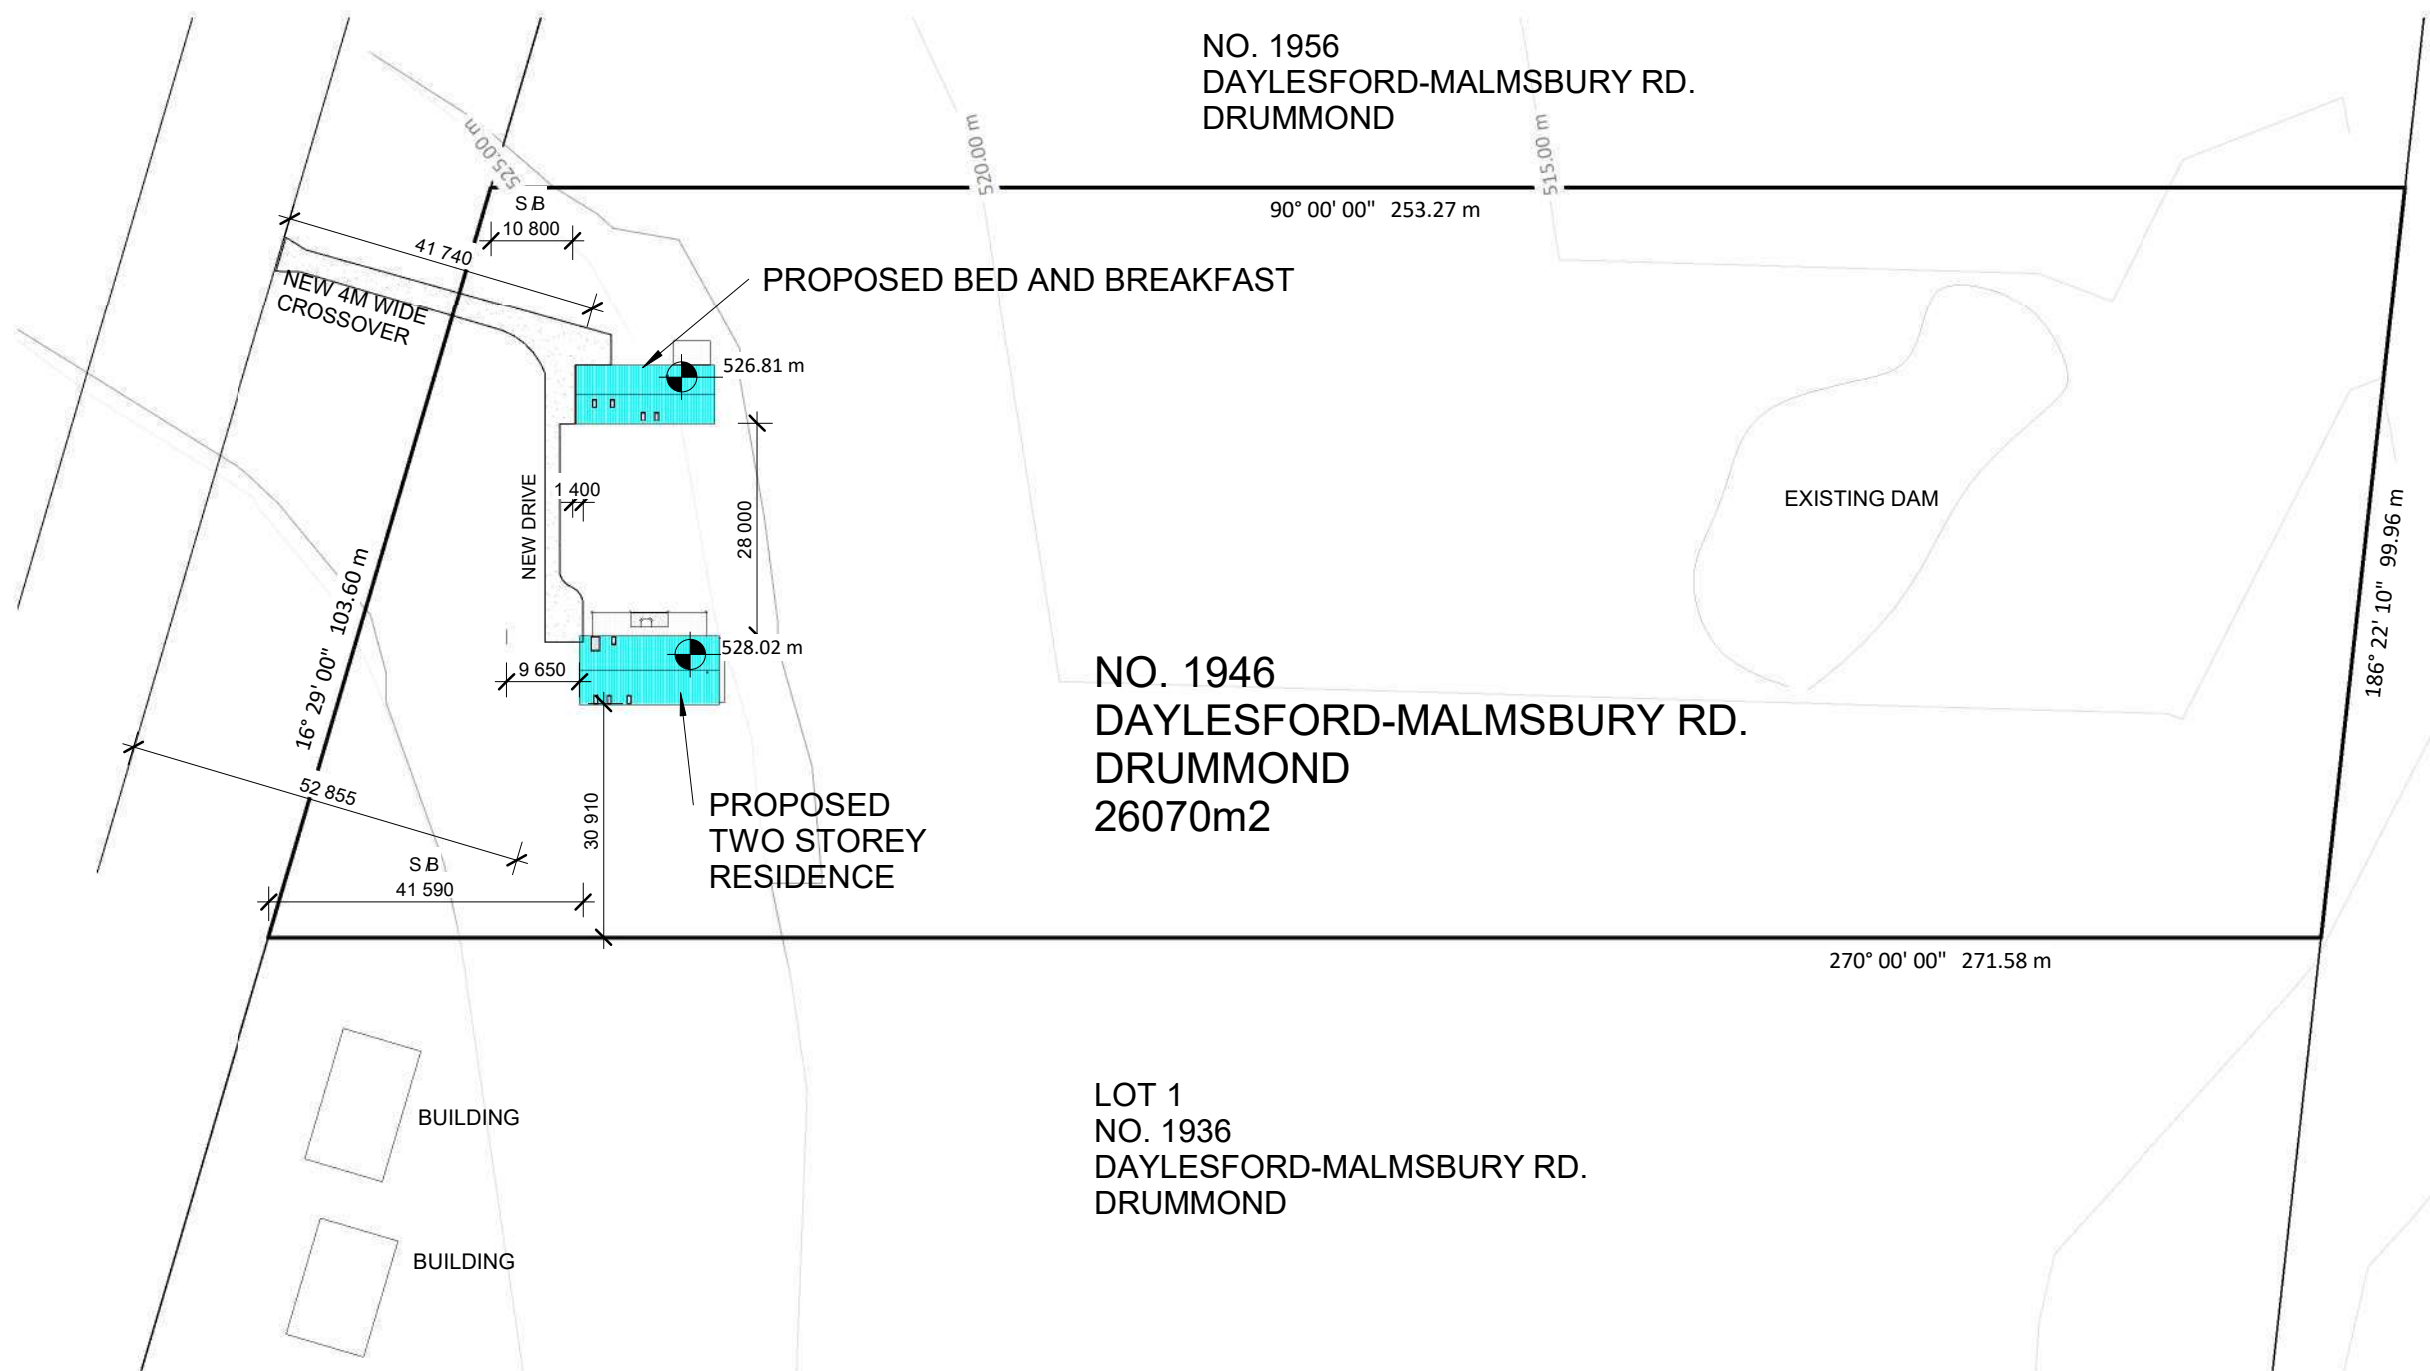 NO. 1956
DAYLESFORD-MALMSBURY RD.
DRUMMOND
525.00 m
520.00 m
515.00 m
S/B
10 800
90° 00' 00" 253.27 m
41 740
NEW 4M WIDE
CROSSOVER
PROPOSED BED AND BREAKFAST
526.81 m
NEW DRIVE
1 400
28 000
EXISTING DAM
186° 22' 10" 99.96 m
16° 29' 00" 103.60 m
528.02 m
9 650
NO. 1946
DAYLESFORD-MALMSBURY RD.
DRUMMOND
26070m2
52 855
30 910
PROPOSED
TWO STOREY
RESIDENCE
S/B
41 590
270° 00' 00" 271.58 m
LOT 1
NO. 1936
DAYLESFORD-MALMSBURY RD.
DRUMMOND
BUILDING
BUILDING